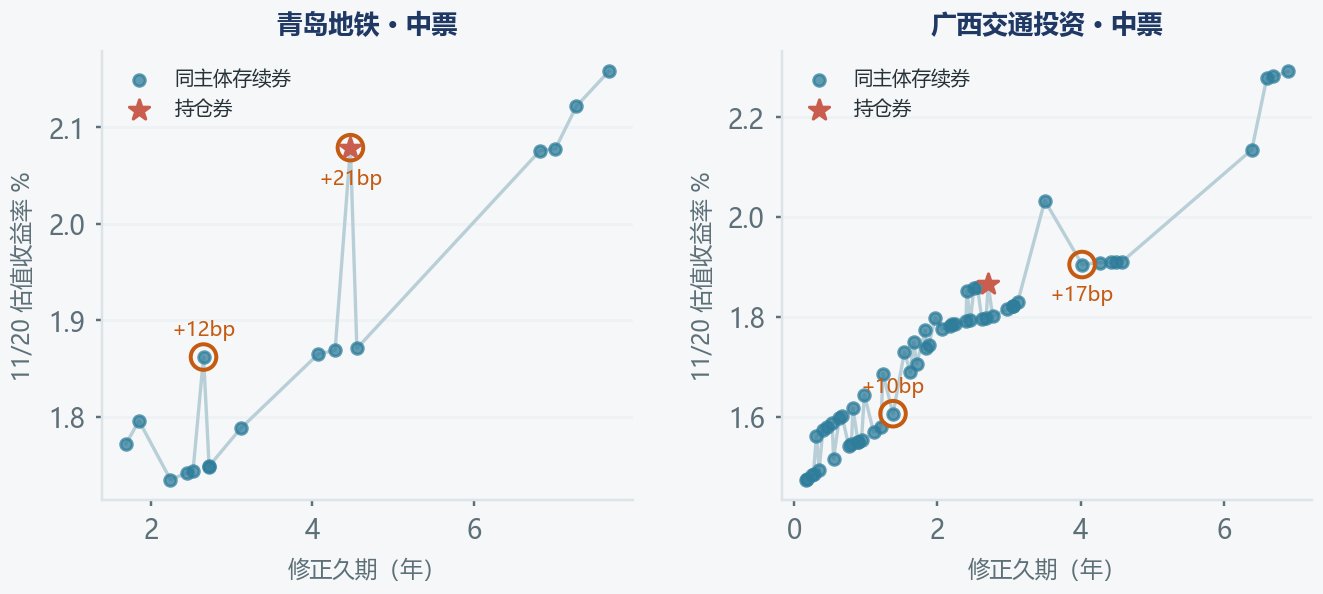 青岛地铁·中票
同主体存续券
持仓券
+21bp
+12bp
2.1
2.0
1.9
1.8
2
4
6
修正久期（年）
11/20 估值收益率 %
广西交通投资·中票
同主体存续券
持仓券
+17bp
+10bp
2.2
2.0
1.8
1.6
0
2
4
6
修正久期（年）
11/20 估值收益率 %